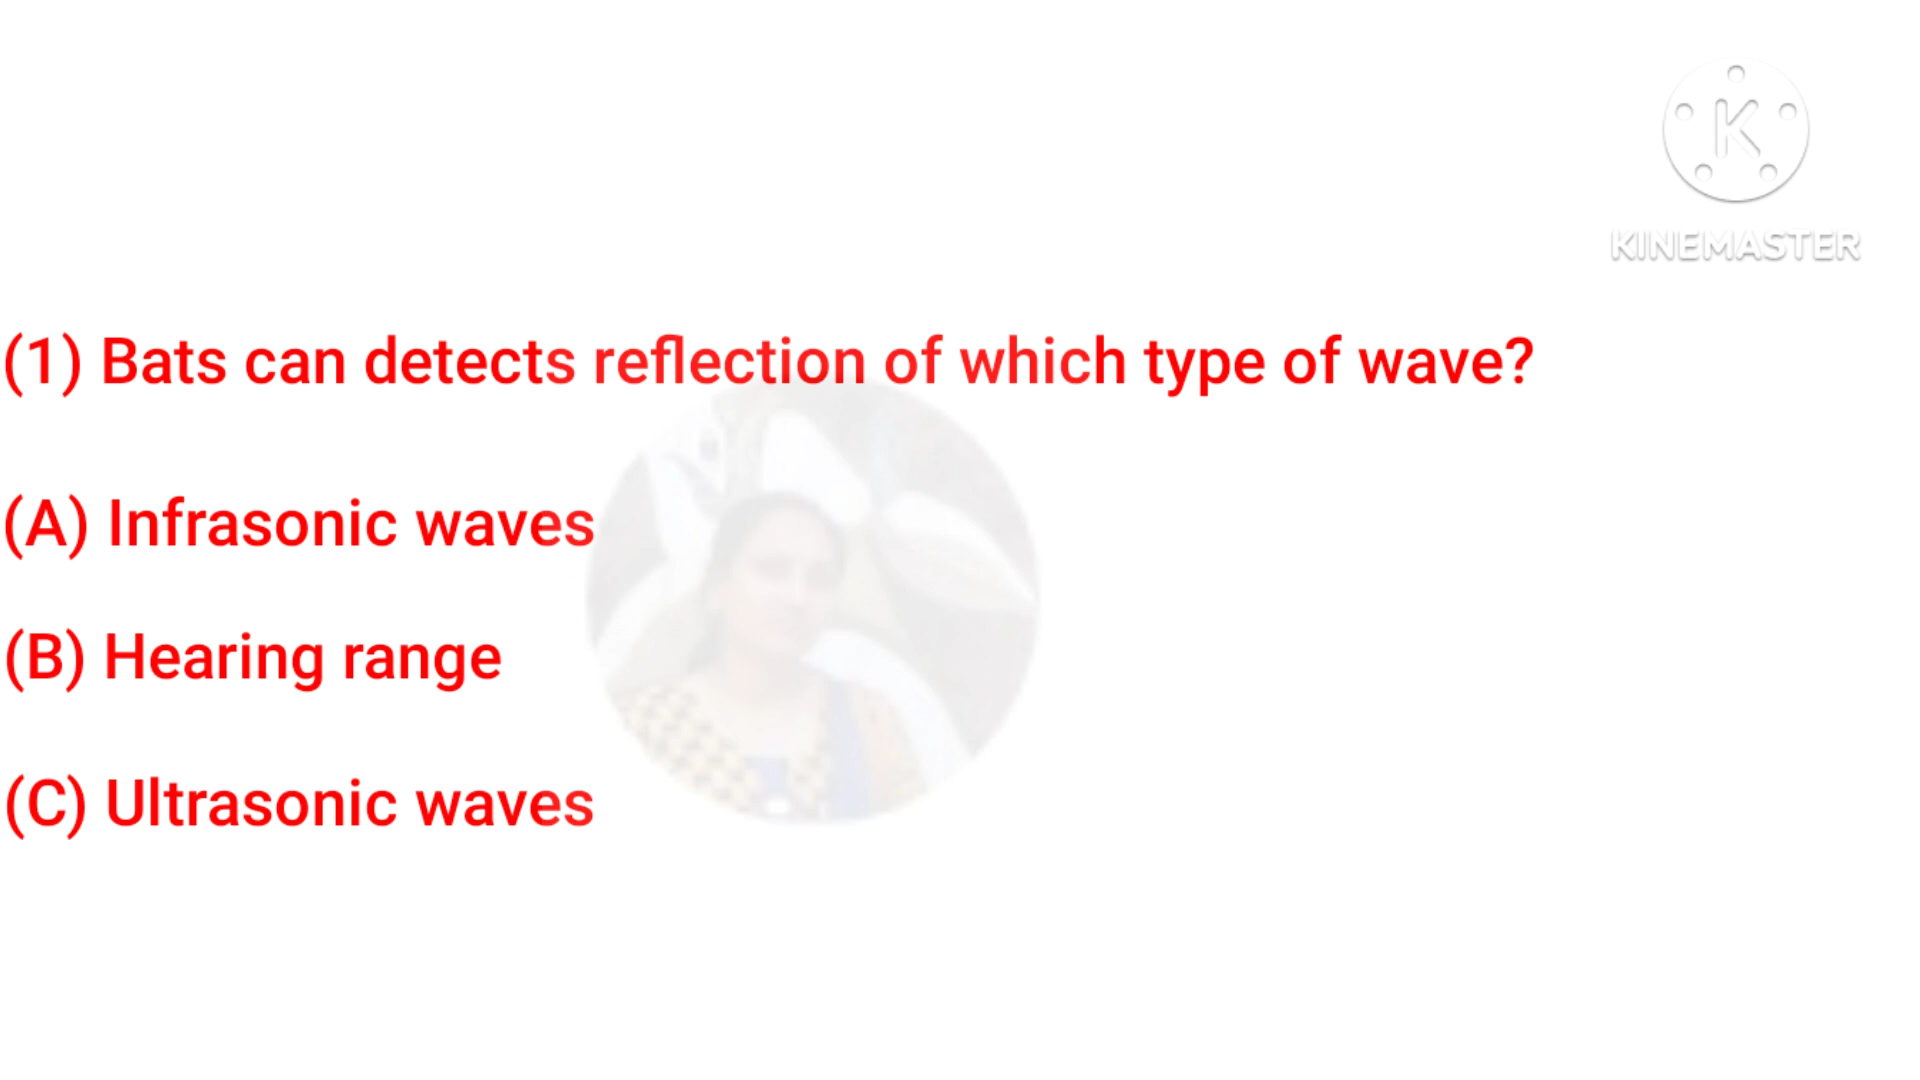 KINEMASTER
(1) Bats can detects reflection of which type of wave?
(A) Infrasonic waves
(B) Hearing range
(C) Ultrasonic waves